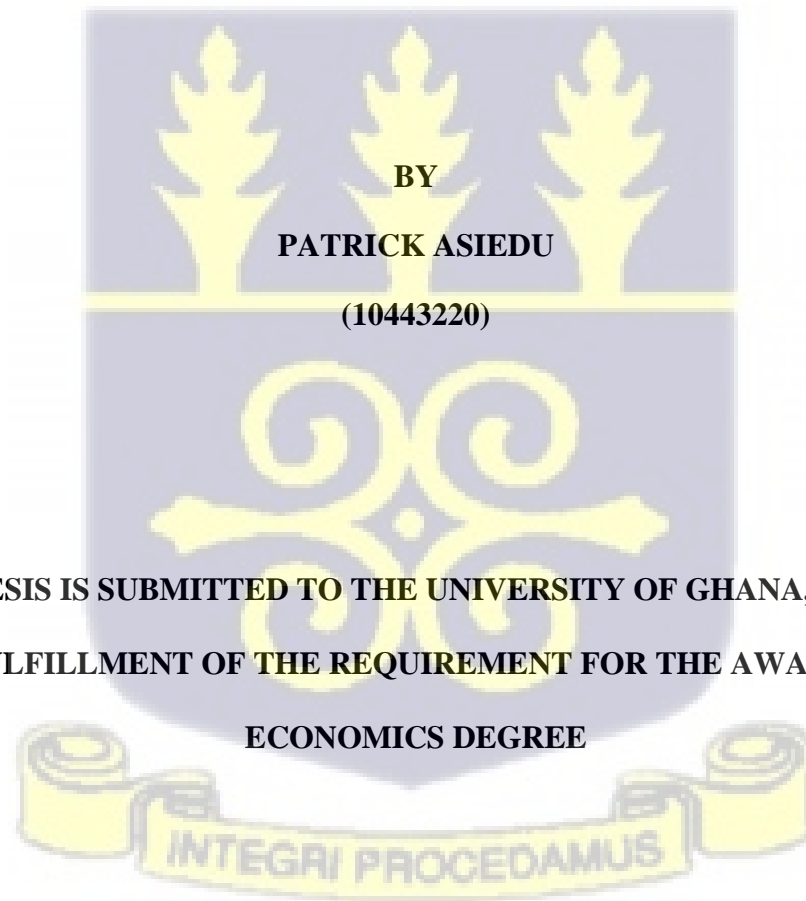 BY
PATRICK ASIEDU
(10443220)
ESIS IS SUBMITTED TO THE UNIVERSITY OF GHANA,
LFILLMENT OF THE REQUIREMENT FOR THE AWA
ECONOMICS DEGREE
INTEGRI PROCEDAMUS